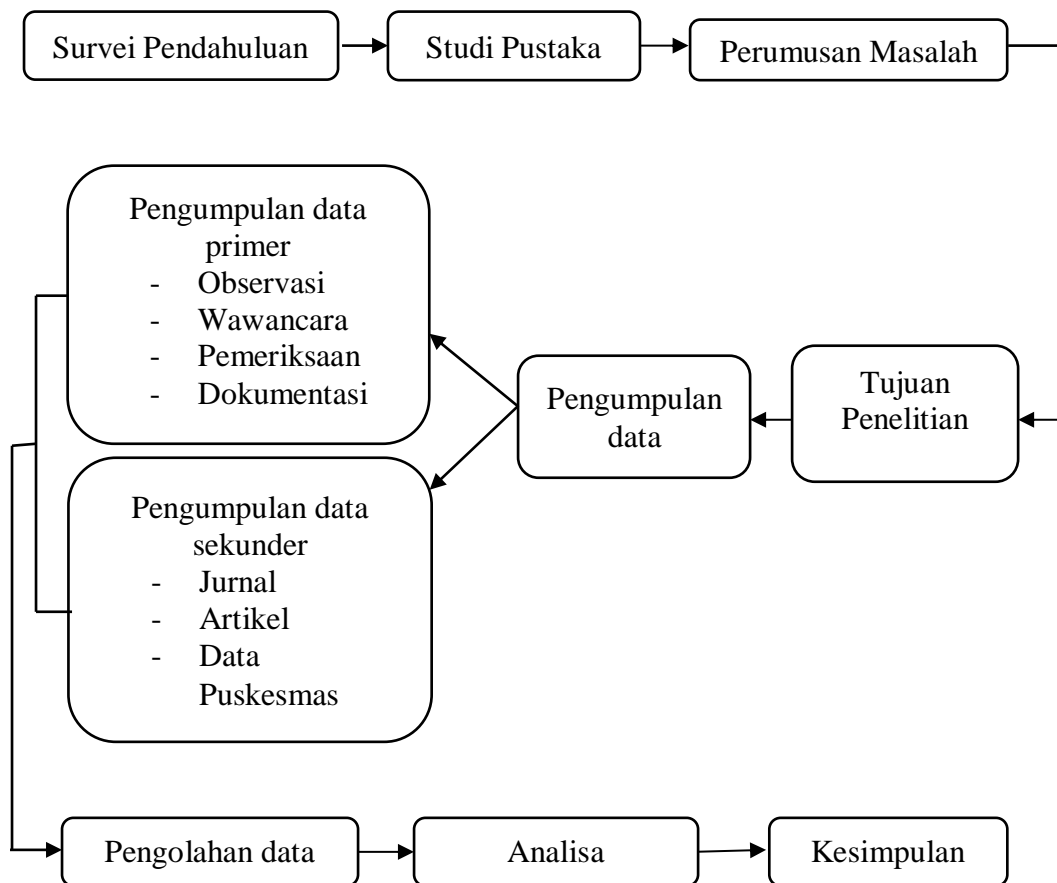 Survei Pendahuluan
Studi Pustaka
Perumusan Masalah
Pengumpulan data
primer
- Observasi
- Wawancara
- Pemeriksaan
- Dokumentasi
Pengumpulan
data
Tujuan
Penelitian
Pengumpulan data
sekunder
- Jurnal
- Artikel
- Data
Puskesmas
Pengolahan data
Analisa
Kesimpulan